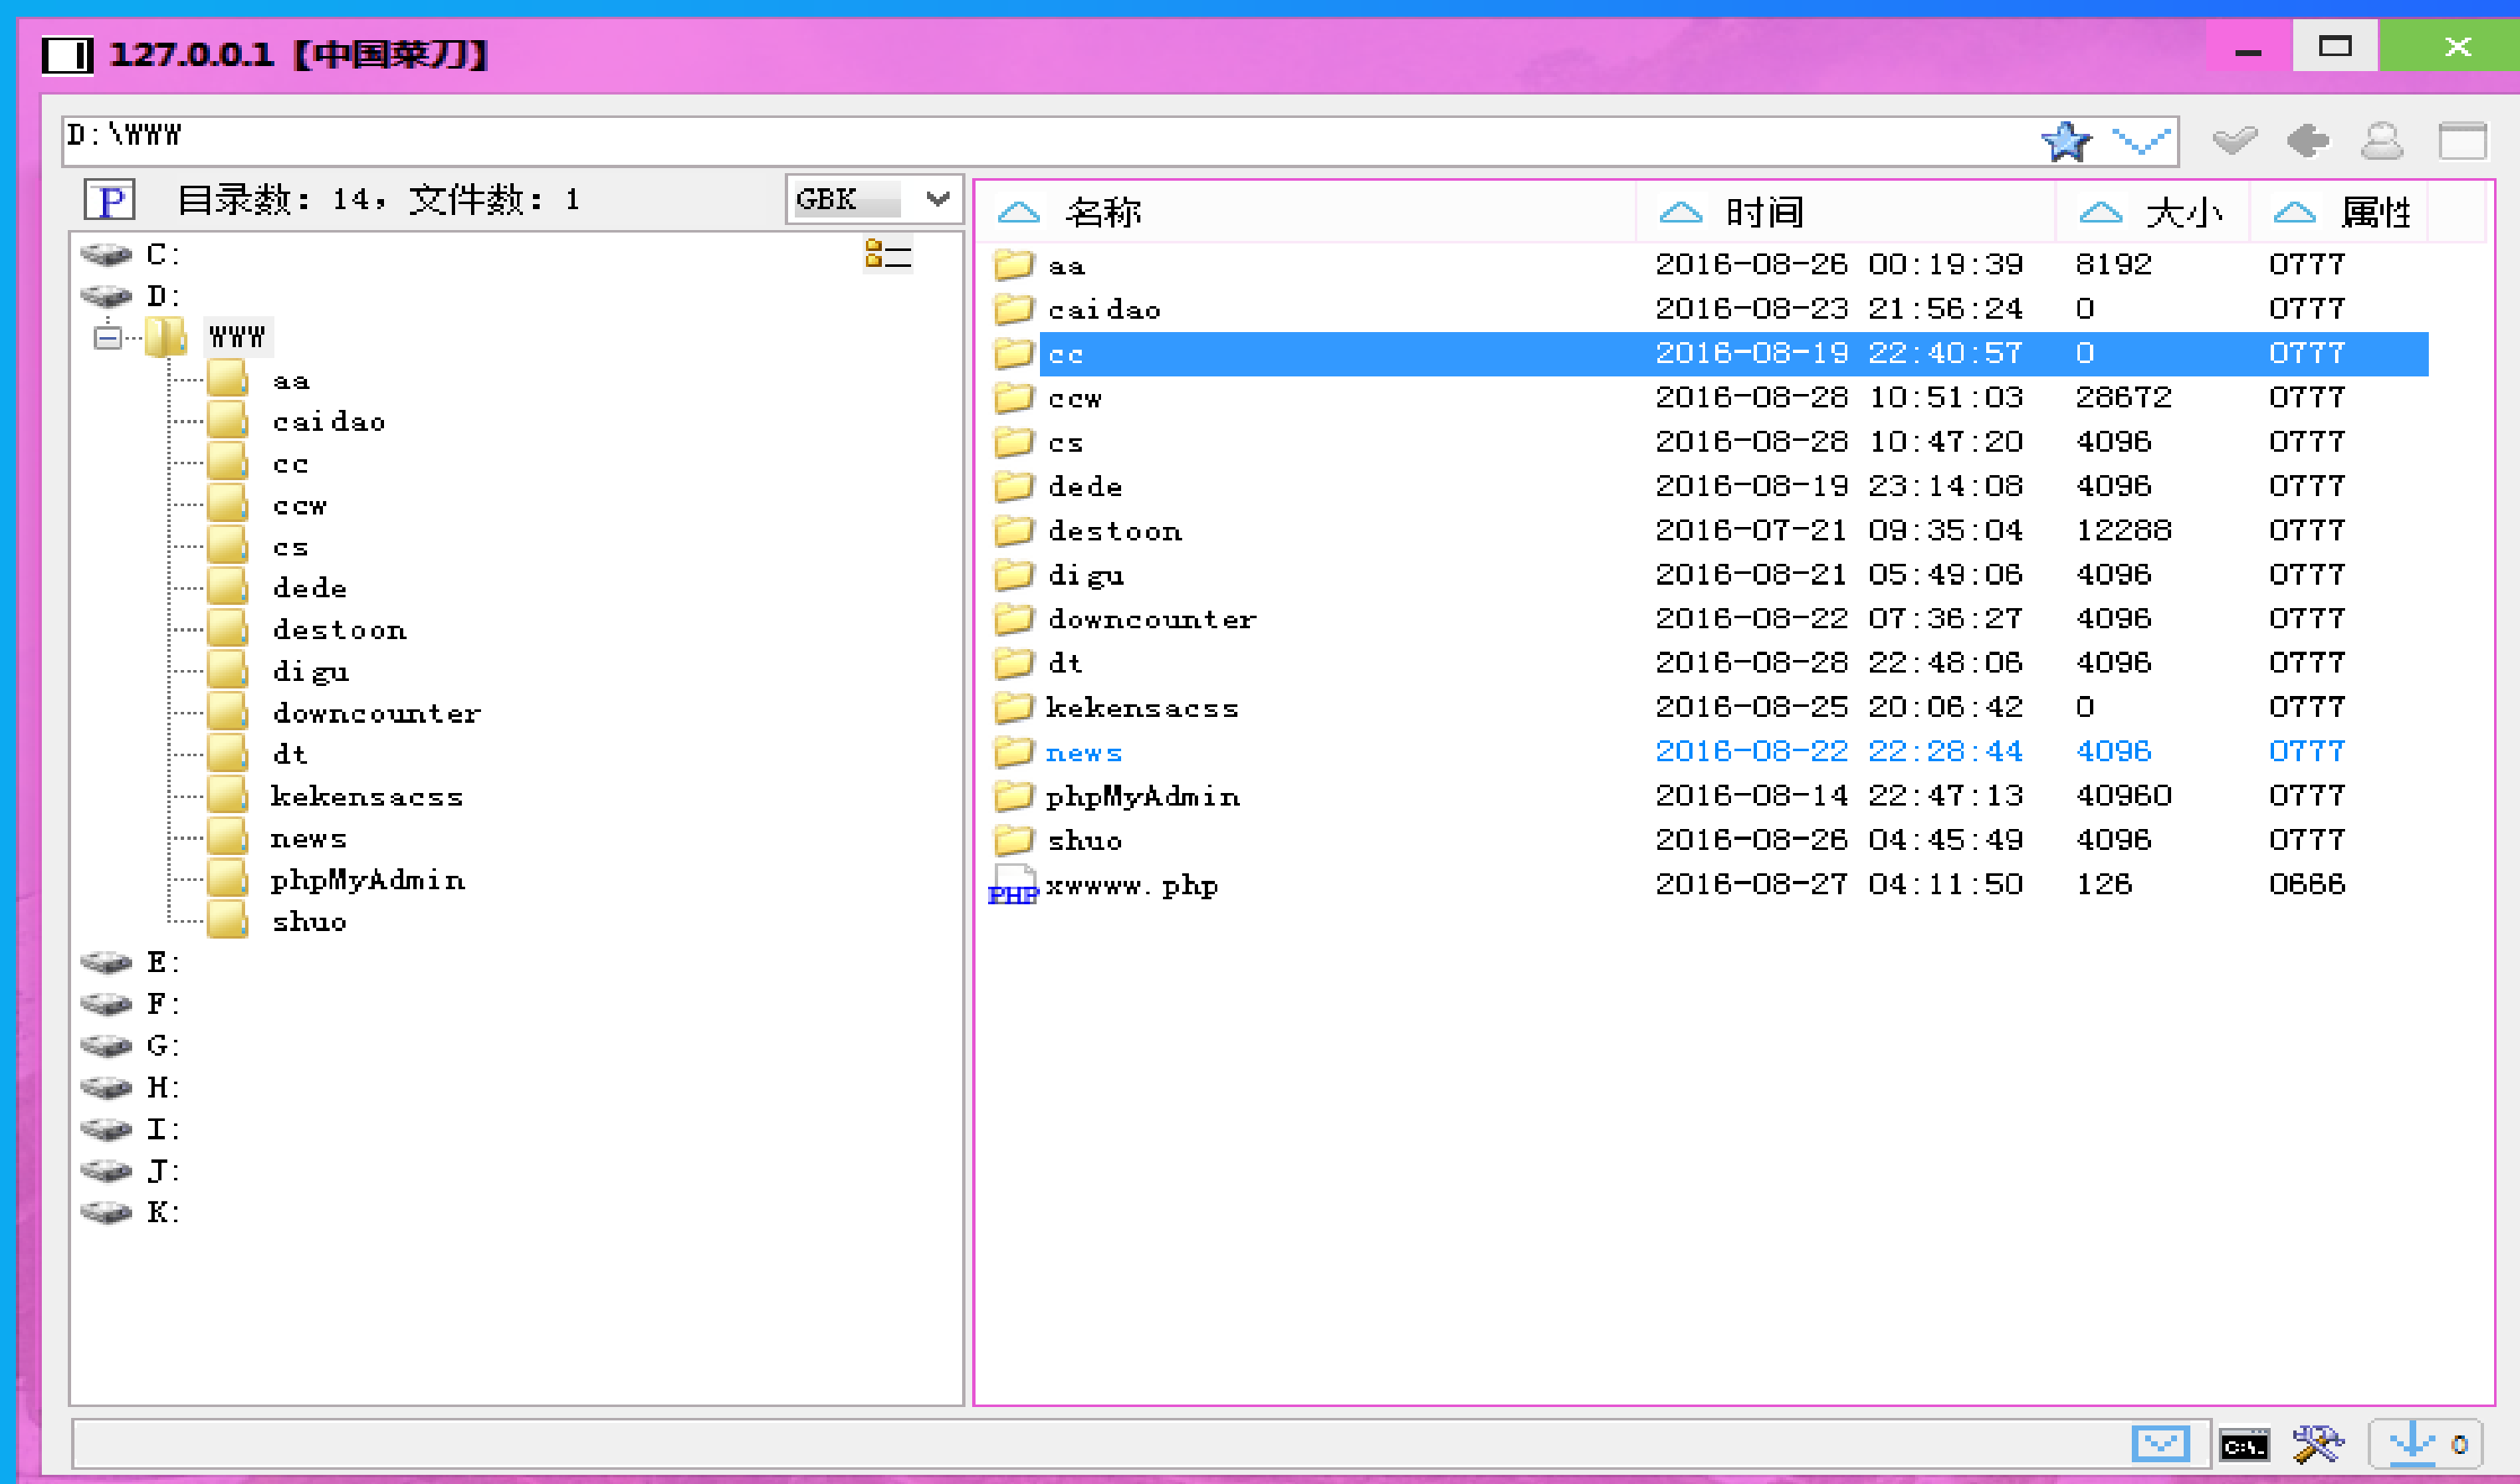 127.0.0.1【中国菜刀】
D:\WWW
P 目录数: 14, 文件数: 1 GBK
C:
D:
WWW
aa
caidao
cc
ccw
cs
dede
destoon
digu
downcounter
dt
kekensacss
news
phpMyAdmin
shuo
E:
F:
G:
H:
I:
J:
K:
名称 时间 大小 属性
aa 2016-08-26 00:19:39 8192 0777
caidao 2016-08-23 21:56:24 0 0777
cc 2016-08-19 22:40:57 0 0777
ccw 2016-08-28 10:51:03 28672 0777
cs 2016-08-28 10:47:20 4096 0777
dede 2016-08-19 23:14:08 4096 0777
destoon 2016-07-21 09:35:04 12288 0777
digu 2016-08-21 05:49:06 4096 0777
downcounter 2016-08-22 07:36:27 4096 0777
dt 2016-08-28 22:48:06 4096 0777
kekensacss 2016-08-25 20:06:42 0 0777
news 2016-08-22 22:28:44 4096 0777
phpMyAdmin 2016-08-14 22:47:13 40960 0777
shuo 2016-08-26 04:45:49 4096 0777
PHP xwwww.php 2016-08-27 04:11:50 126 0666
C:\. 0